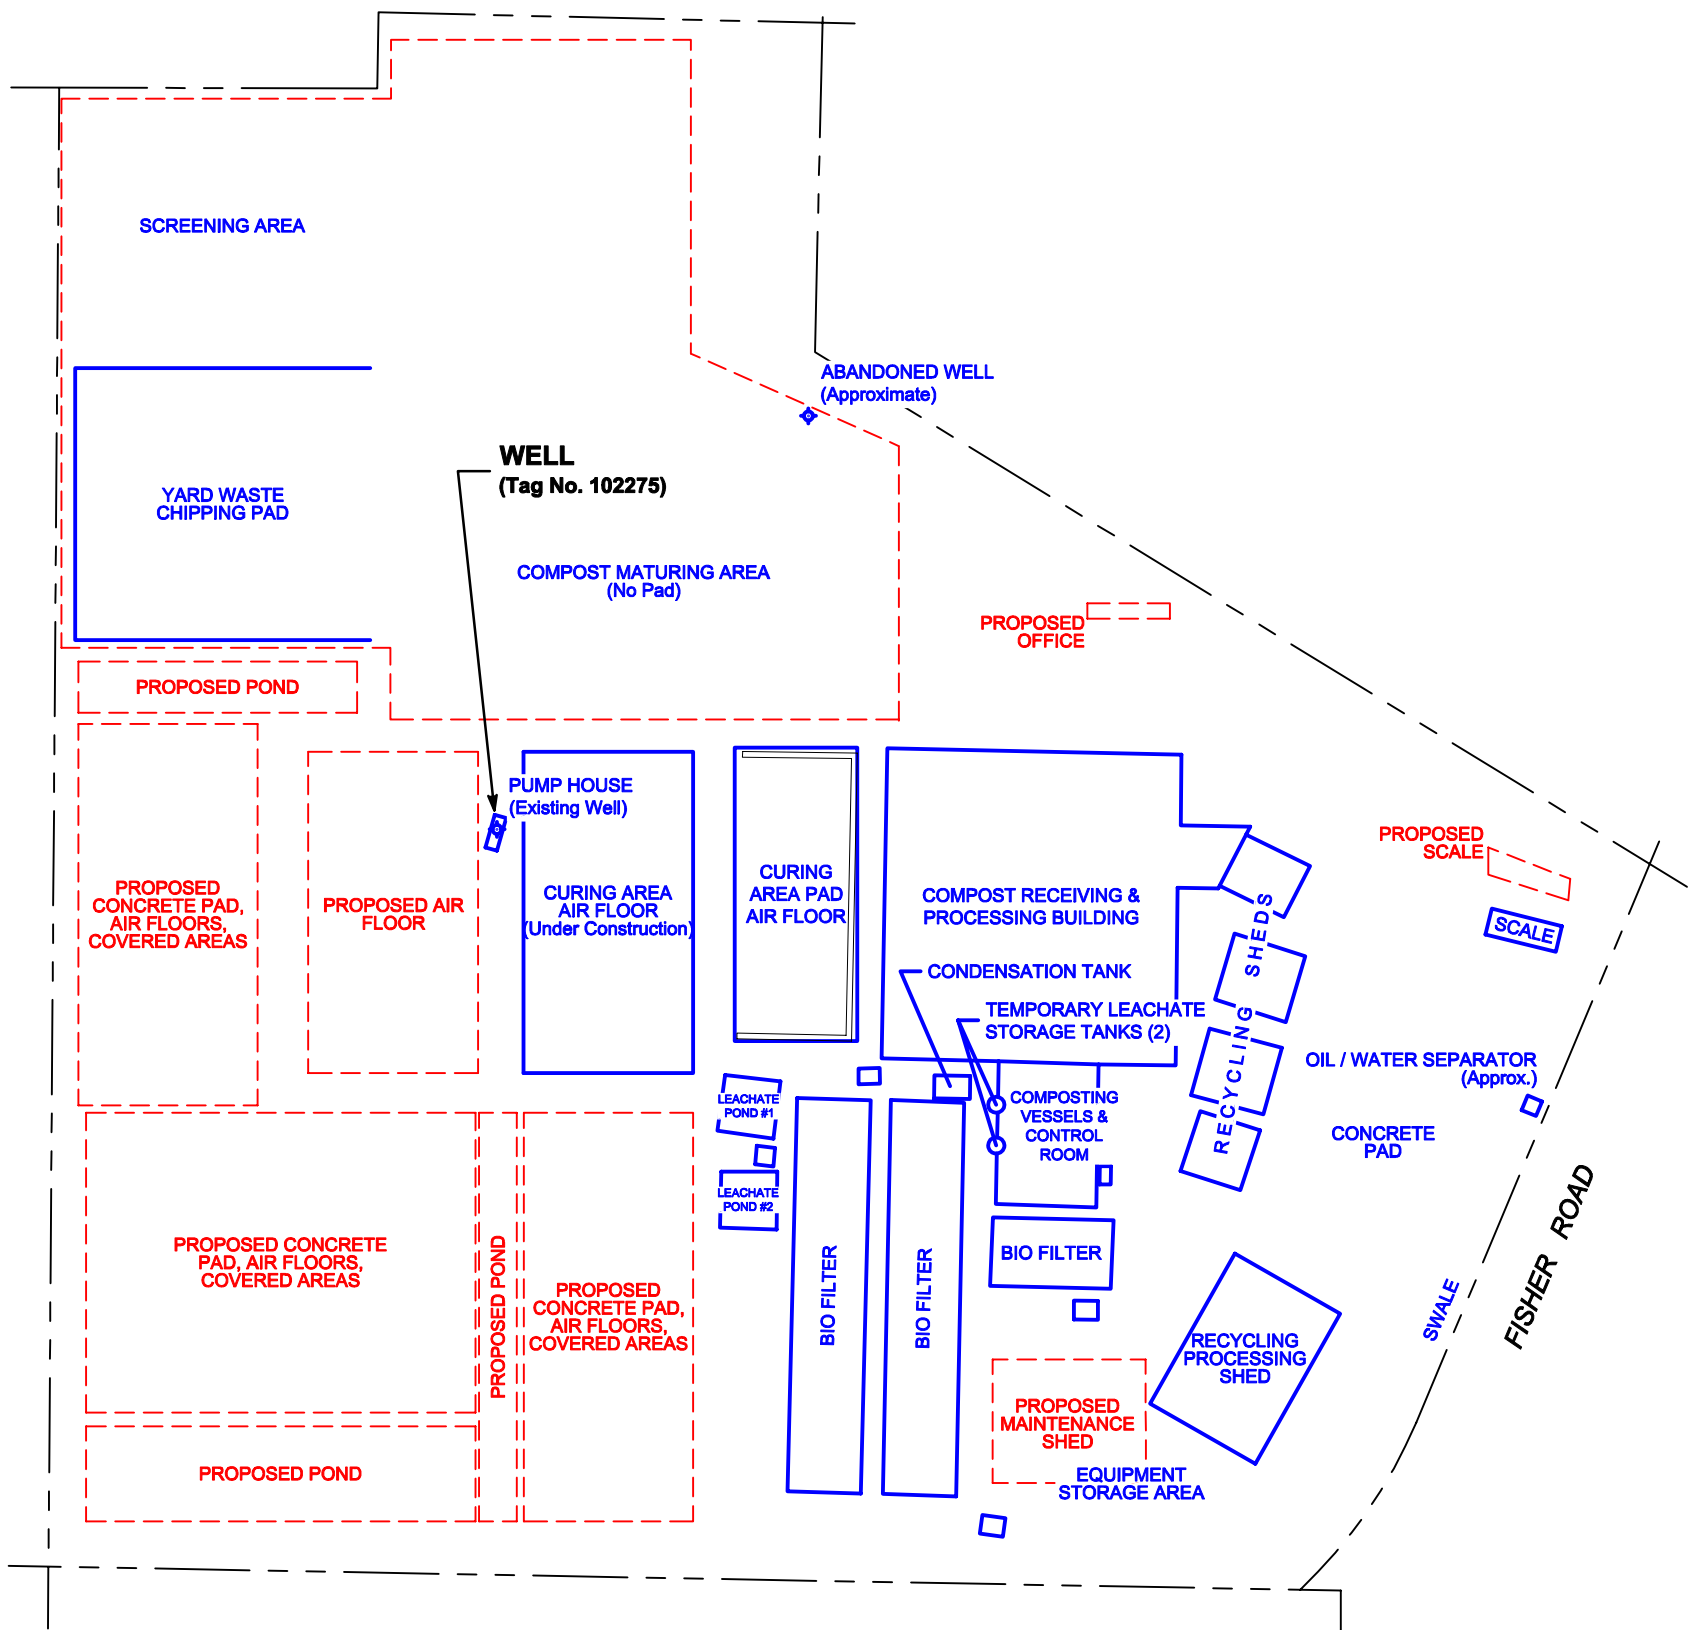 SCREENING AREA
ABANDONED WELL
(Approximate)
WELL
(Tag No. 102275)
YARD WASTE
CHIPPING PAD
COMPOST MATURING AREA
(No Pad)
PROPOSED
OFFICE
PROPOSED POND
PUMP HOUSE
(Existing Well)
PROPOSED
SCALE
PROPOSED
CONCRETE PAD,
AIR FLOORS,
COVERED AREAS
PROPOSED AIR
FLOOR
CURING AREA
AIR FLOOR
(Under Construction)
CURING
AREA PAD
AIR FLOOR
COMPOST RECEIVING &
PROCESSING BUILDING
SCALE
CONDENSATION TANK
TEMPORARY LEACHATE
STORAGE TANKS (2)
RECYCLING SHEDS
OIL / WATER SEPARATOR
(Approx.)
LEACHATE
POND #1
COMPOSTING
VESSELS &
CONTROL
ROOM
CONCRETE
PAD
LEACHATE
POND #2
PROPOSED CONCRETE
PAD, AIR FLOORS,
COVERED AREAS
PROPOSED POND
PROPOSED
CONCRETE PAD,
AIR FLOORS,
COVERED AREAS
BIO FILTER
BIO FILTER
BIO FILTER
SWALE
FISHER ROAD
RECYCLING
PROCESSING
SHED
PROPOSED
MAINTENANCE
SHED
PROPOSED POND
EQUIPMENT
STORAGE AREA